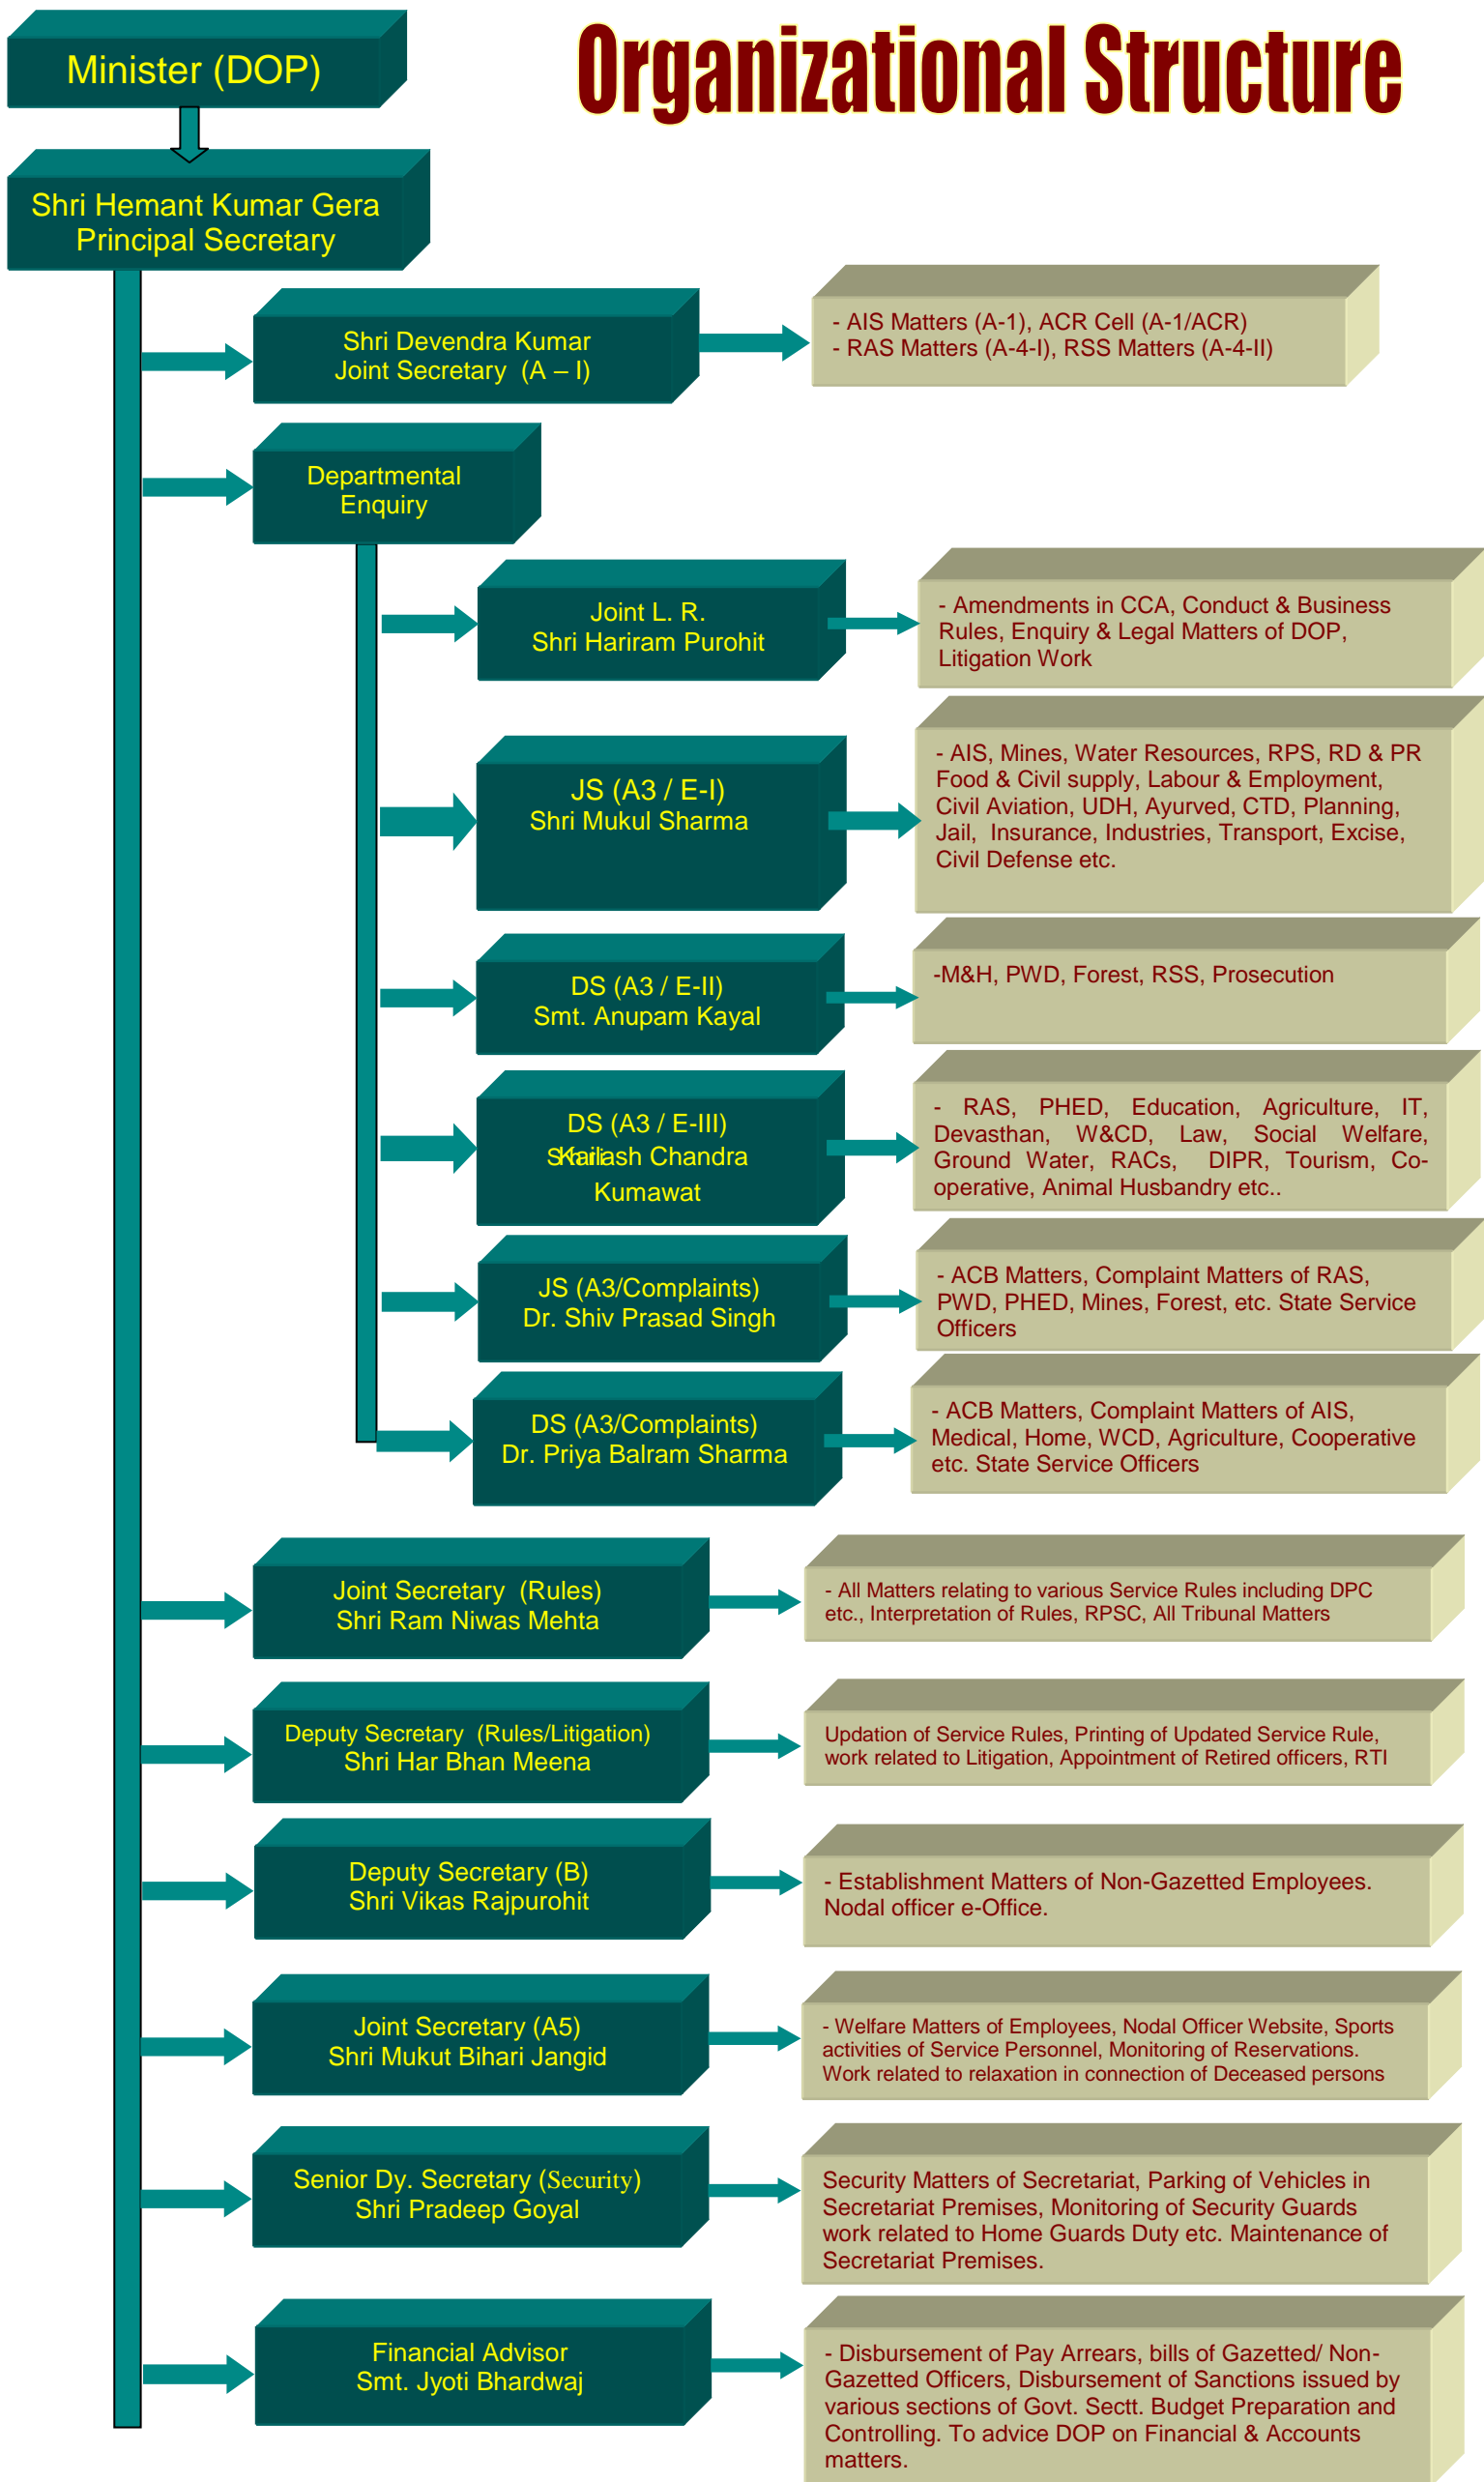 Organizational Structure
Minister (DOP)
Shri Hemant Kumar Gera
Principal Secretary
Shri Devendra Kumar
Joint Secretary (A – I)
- AIS Matters (A-1), ACR Cell (A-1/ACR)
- RAS Matters (A-4-I), RSS Matters (A-4-II)
Departmental
Enquiry
Joint L. R.
Shri Hariram Purohit
- Amendments in CCA, Conduct & Business
Rules, Enquiry & Legal Matters of DOP,
Litigation Work
JS (A3 / E-I)
Shri Mukul Sharma
- AIS, Mines, Water Resources, RPS, RD & PR
Food & Civil supply, Labour & Employment,
Civil Aviation, UDH, Ayurved, CTD, Planning,
Jail, Insurance, Industries, Transport, Excise,
Civil Defense etc.
DS (A3 / E-II)
Smt. Anupam Kayal
-M&H, PWD, Forest, RSS, Prosecution
DS (A3 / E-III)
Shri Kailash Chandra
Kumawat
- RAS, PHED, Education, Agriculture, IT,
Devasthan, W&CD, Law, Social Welfare,
Ground Water, RACs, DIPR, Tourism, Co-
operative, Animal Husbandry etc..
JS (A3/Complaints)
Dr. Shiv Prasad Singh
- ACB Matters, Complaint Matters of RAS,
PWD, PHED, Mines, Forest, etc. State Service
Officers
DS (A3/Complaints)
Dr. Priya Balram Sharma
- ACB Matters, Complaint Matters of AIS,
Medical, Home, WCD, Agriculture, Cooperative
etc. State Service Officers
Joint Secretary (Rules)
Shri Ram Niwas Mehta
- All Matters relating to various Service Rules including DPC
etc., Interpretation of Rules, RPSC, All Tribunal Matters
Deputy Secretary (Rules/Litigation)
Shri Har Bhan Meena
Updation of Service Rules, Printing of Updated Service Rule,
work related to Litigation, Appointment of Retired officers, RTI
Deputy Secretary (B)
Shri Vikas Rajpurohit
- Establishment Matters of Non-Gazetted Employees.
Nodal officer e-Office.
Joint Secretary (A5)
Shri Mukut Bihari Jangid
- Welfare Matters of Employees, Nodal Officer Website, Sports
activities of Service Personnel, Monitoring of Reservations.
Work related to relaxation in connection of Deceased persons
Senior Dy. Secretary (Security)
Shri Pradeep Goyal
Security Matters of Secretariat, Parking of Vehicles in
Secretariat Premises, Monitoring of Security Guards
work related to Home Guards Duty etc. Maintenance of
Secretariat Premises.
Financial Advisor
Smt. Jyoti Bhardwaj
- Disbursement of Pay Arrears, bills of Gazetted/ Non-
Gazetted Officers, Disbursement of Sanctions issued by
various sections of Govt. Sectt. Budget Preparation and
Controlling. To advice DOP on Financial & Accounts
matters.